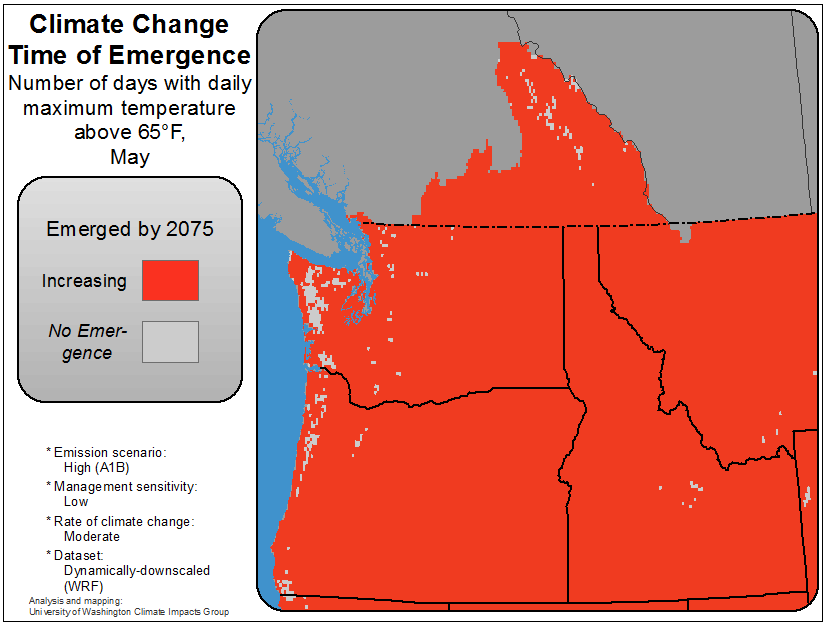 Climate Change
Time of Emergence
Number of days with daily
maximum temperature
above 65°F,
May
Emerged by 2075
Increasing
No Emer-
gence
* Emission scenario:
High (A1B)
* Management sensitivity:
Low
* Rate of climate change:
Moderate
* Dataset:
Dynamically-downscaled
(WRF)
Analysis and mapping:
University of Washington Climate Impacts Group